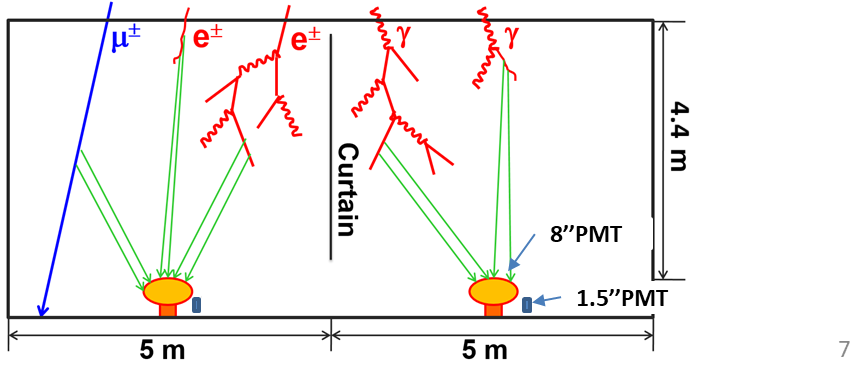 μ±
e±
e±
γ
γ
Curtain
4.4 m
8’’PMT
1.5’’PMT
5 m
5 m
7